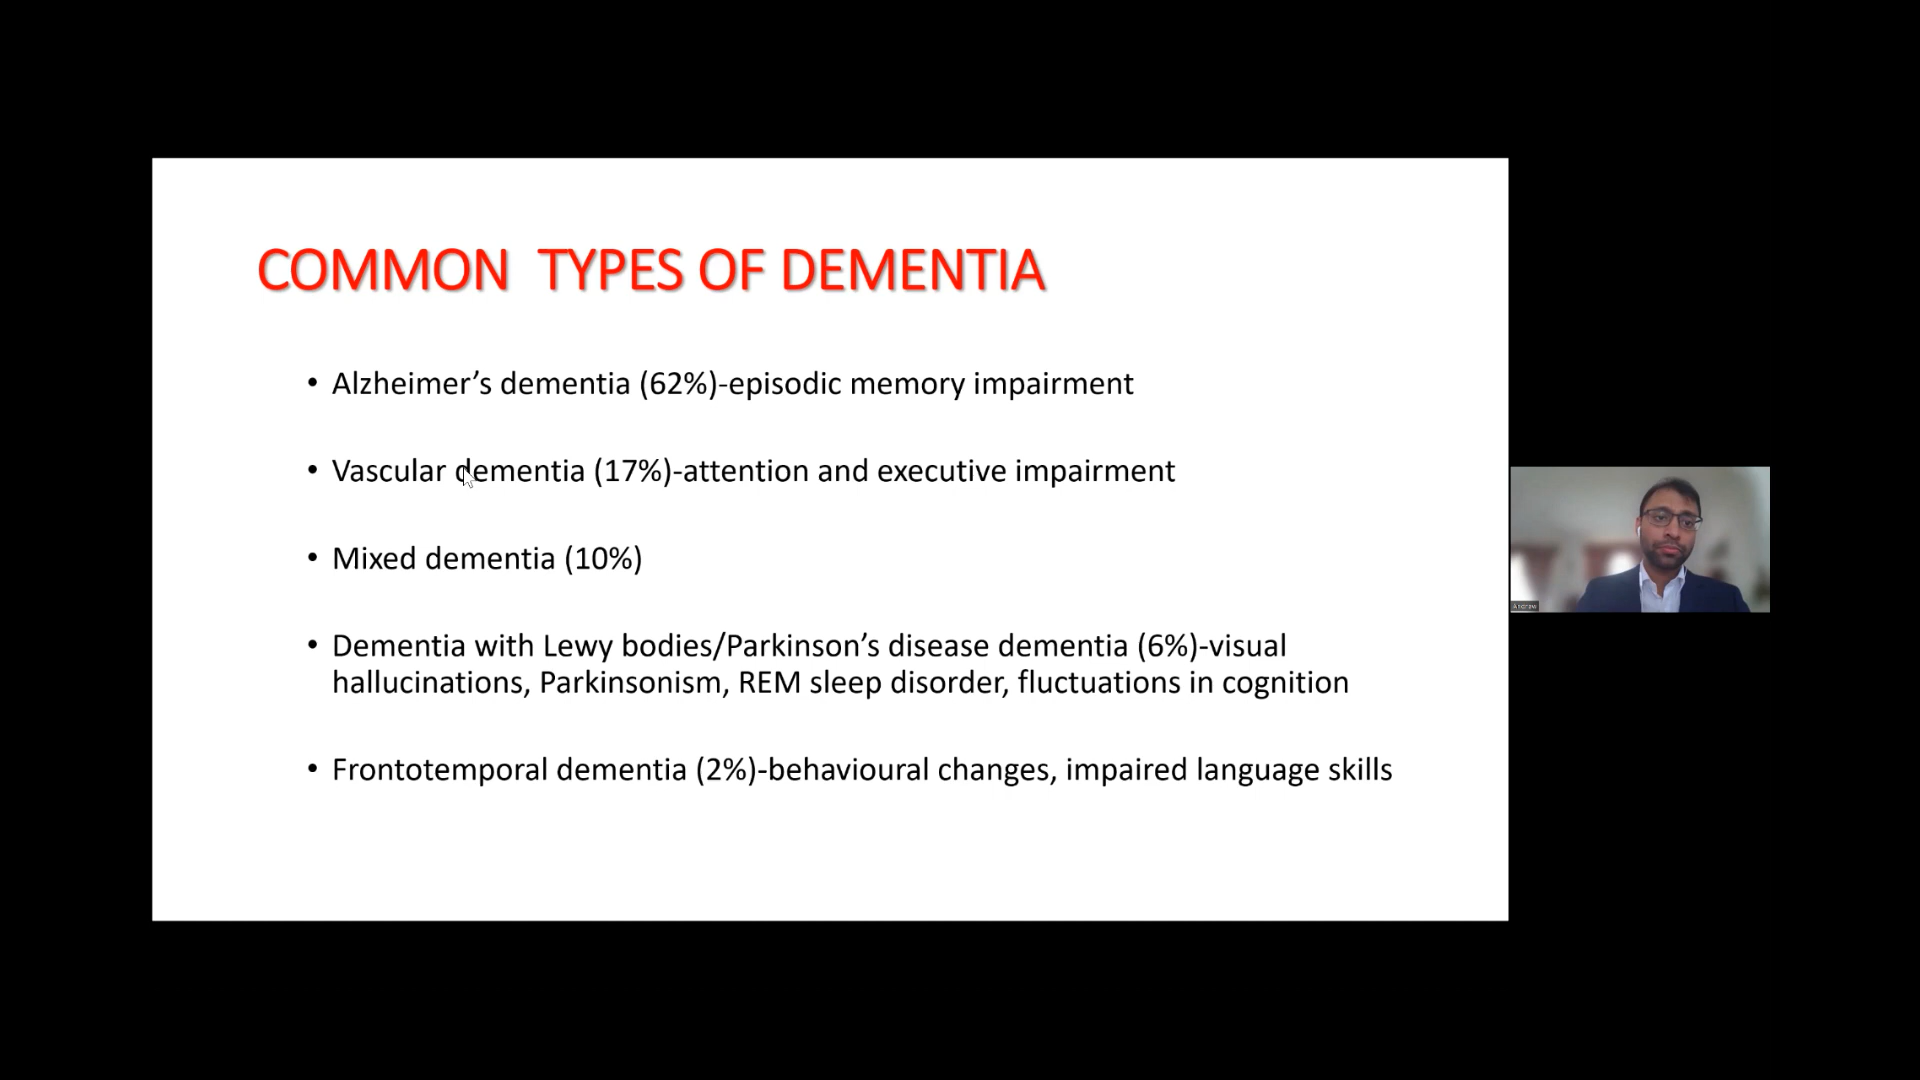 COMMON TYPES OF DEMENTIA
• Alzheimer’s dementia (62%)-episodic memory impairment
• Vascular dementia (17%)-attention and executive impairment
• Mixed dementia (10%)
• Dementia with Lewy bodies/Parkinson’s disease dementia (6%)-visual
hallucinations, Parkinsonism, REM sleep disorder, fluctuations in cognition
• Frontotemporal dementia (2%)-behavioural changes, impaired language skills
Andrew